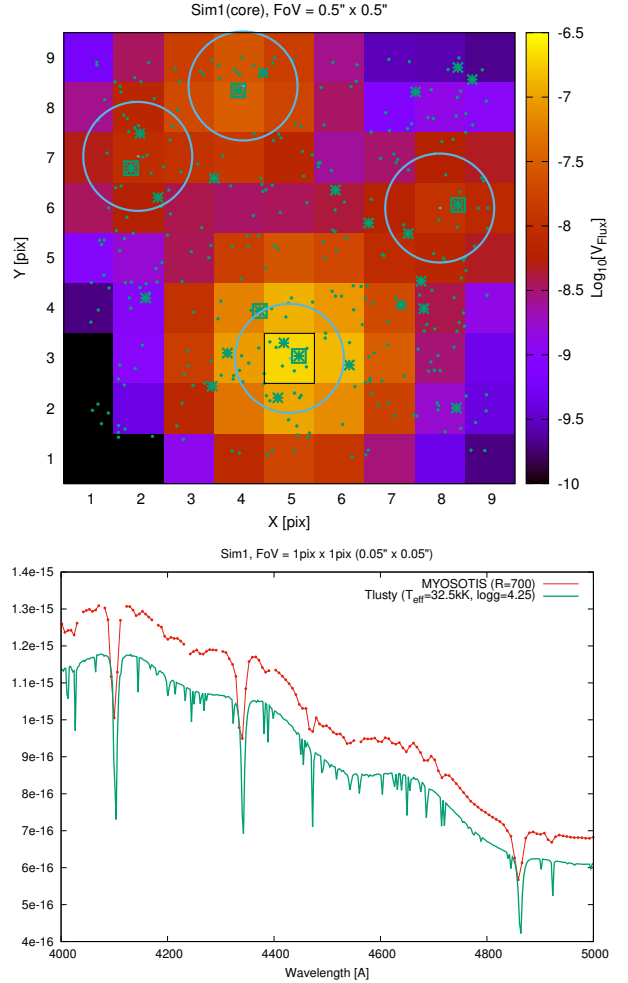 Sim1(core), FoV = 0.5" x 0.5"
9
8
7
6
5
4
3
2
1
Y [pix]
1 2 3 4 5 6 7 8 9
X [pix]
-6.5
-7
-7.5
-8
-8.5
-9
-9.5
-10
Log10[VFlux]
Sim1, FoV = 1pix x 1pix (0.05" x 0.05")
MYOSOTIS (R=700)
Tlusty (Teff=32.5kK, logg=4.25)
1.4e-15
1.3e-15
1.2e-15
1.1e-15
1e-15
9e-16
8e-16
7e-16
6e-16
5e-16
4e-16
4000 4200 4400 4600 4800 5000
Wavelength [A]